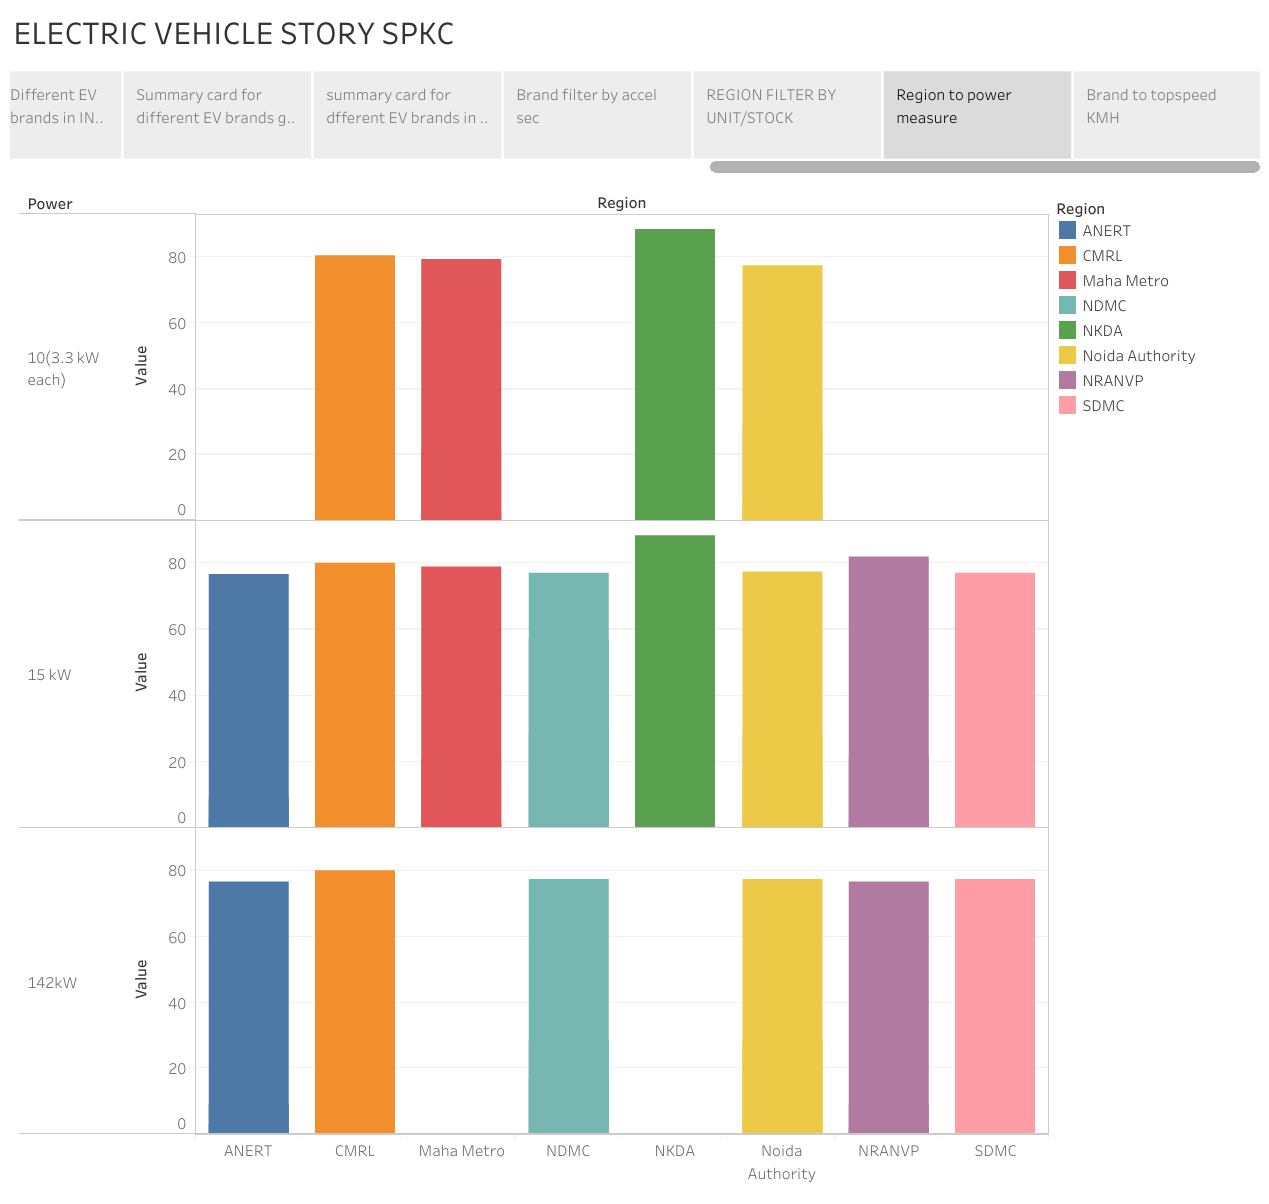 ELECTRIC VEHICLE STORY SPKC
Different EV
brands in IN..
Summary card for
different EV brands g..
summary card for
dfferent EV brands in ..
Brand filter by accel
sec
REGION FILTER BY
UNIT/STOCK
Region to power
measure
Brand to topspeed
KMH
Power
Region
10(3.3 kW
each)
Value
80
60
40
20
0
15 kW
Value
80
60
40
20
0
142kW
Value
80
60
40
20
0
ANERT
CMRL
Maha Metro
NDMC
NKDA
Noida
Authority
NRANVP
SDMC
Region
ANERT
CMRL
Maha Metro
NDMC
NKDA
Noida Authority
NRANVP
SDMC